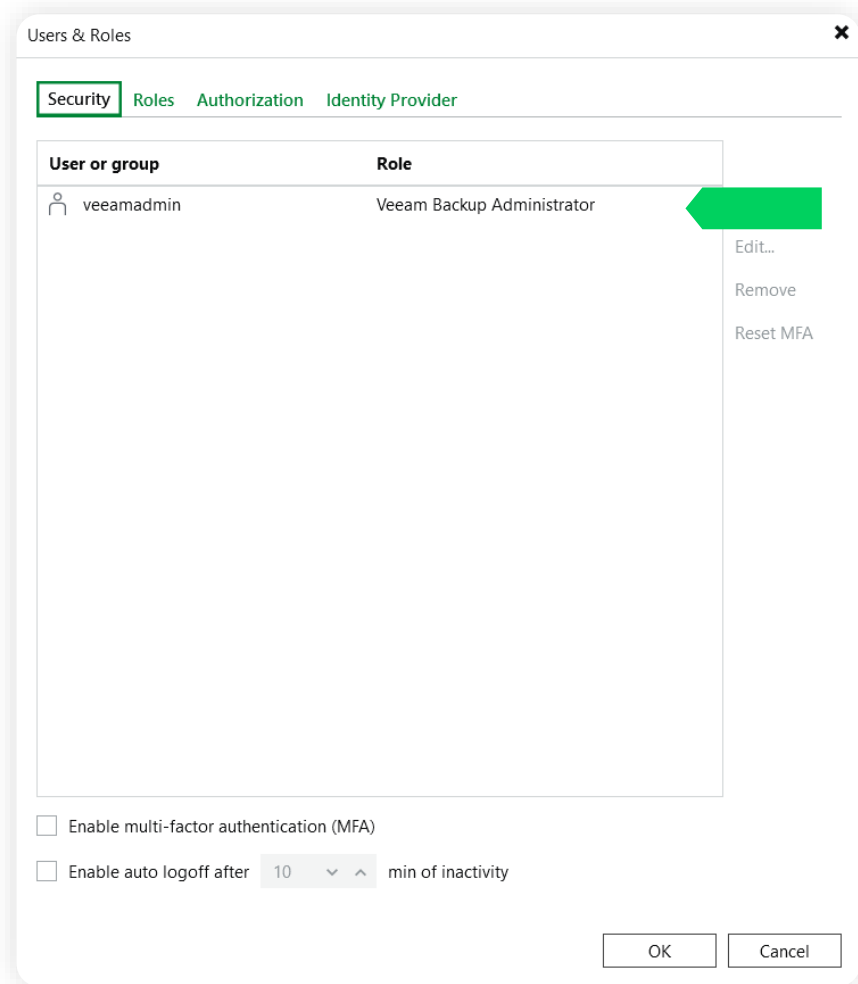 Users & Roles
Security Roles Authorization Identity Provider
User or group Role
veeamadmin Veeam Backup Administrator
Edit...
Remove
Reset MFA
Enable multi-factor authentication (MFA)
Enable auto logoff after 10 min of inactivity
OK Cancel